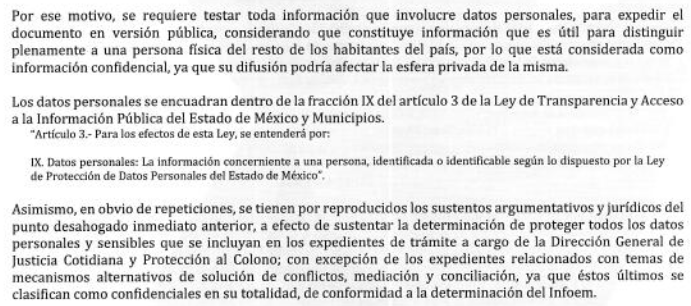 Por ese motivo, se requiere testar toda información que involucre datos personales, para expedir el
documento en versión pública, considerando que constituye información que es útil para distinguir
plenamente a una persona física del resto de los habitantes del país, por lo que está considerada como
información confidencial, ya que su difusión podría afectar la esfera privada de la misma.
Los datos personales se encuadran dentro de la fracción IX del artículo 3 de la Ley de Transparencia y Acceso
a la Información Pública del Estado de México y Municipios.
"Artículo 3.- Para los efectos de esta Ley, se entenderá por:
IX. Datos personales: La información concerniente a una persona, identificada o identificable según lo dispuesto por la Ley
de Protección de Datos Personales del Estado de México".
Asimismo, en obvio de repeticiones, se tienen por reproducidos los sustentos argumentativos y jurídicos del
punto desahogado inmediato anterior, a efecto de sustentar la determinación de proteger todos los datos
personales y sensibles que se incluyan en los expedientes de trámite a cargo de la Dirección General de
Justicia Cotidiana y Protección al Colono; con excepción de los expedientes relacionados con temas de
mecanismos alternativos de solución de conflictos, mediación y conciliación, ya que éstos últimos se
clasifican como confidenciales en su totalidad, de conformidad a la determinación del Infoem.